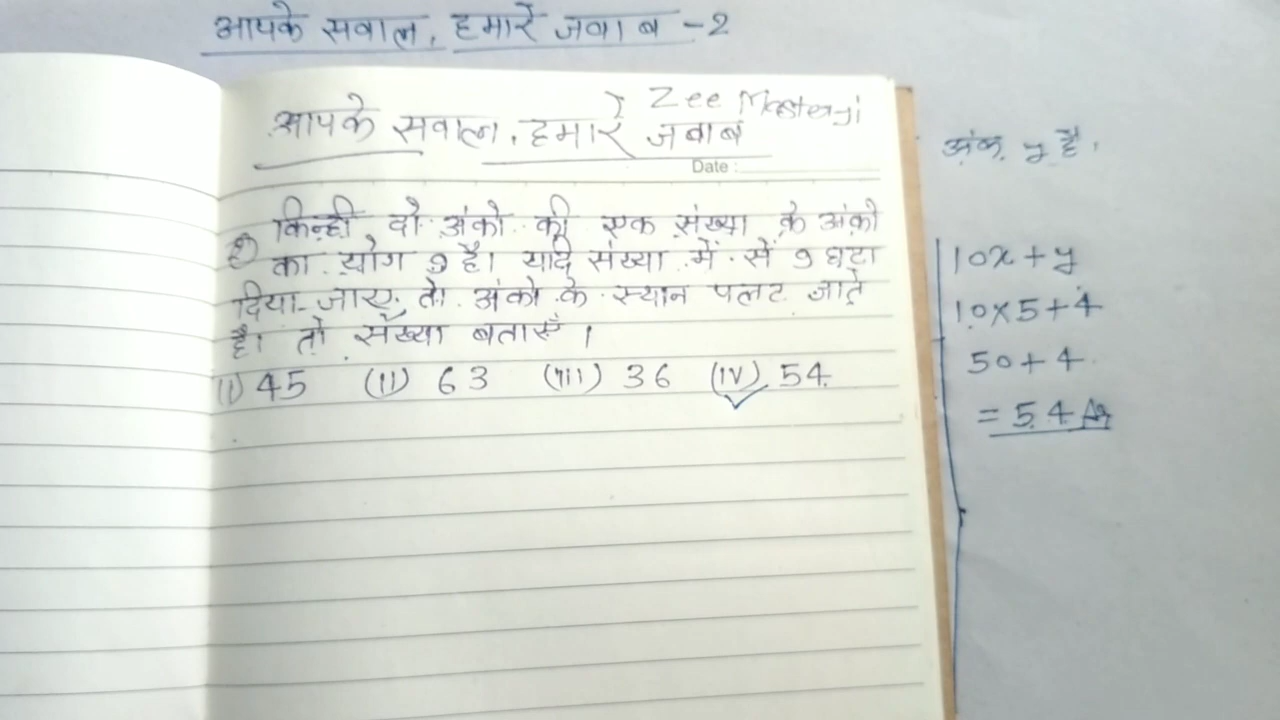 आपके सवाल, हमारे जवाब -2
Zee Masterji
आपके सवाल, हमारे जवाब
Date :
किन्ही दो अंको की एक संख्या के अंको
का योग 9 है। यदि संख्या में से 9 घटा
दिया जाए तो अंको के स्थान पलट जाते
है। तो संख्या बताएँ ।
(i) 45 (ii) 63 (iii) 36 (iv) 54
अंक y है।
10x + y
10×5+4
50+4
= 54 Ans